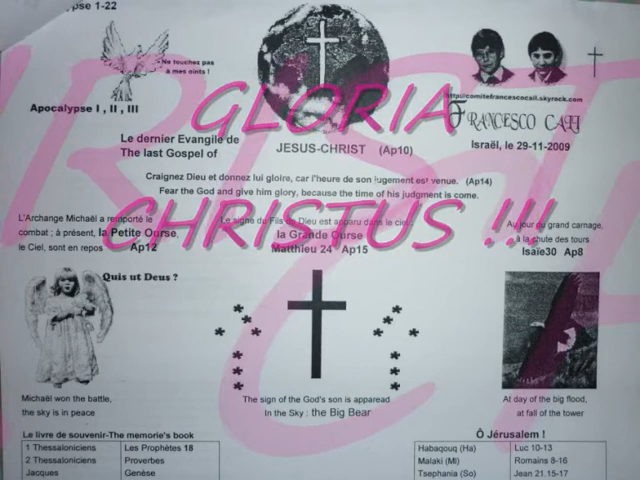 pse 1-22
Ne touchez pas
à mes oints !
http//comitefrancescocaii.skyrock.com
GLORIA
CHRISTUS !!!
Apocalypse I , II , III
FRANCESCO CAII
Le dernier Evangile de
The last Gospel of
JESUS-CHRIST (Ap10)
Israël, le 29-11-2009
Craignez Dieu et donnez lui gloire, car l'heure de son jugement est venue. (Ap14)
Fear the God and give him glory, because the time of his judgment is come.
L'Archange Michaël a remporté le
combat ; à présent, la Petite Ourse,
le Ciel, sont en repos Ap12
Le signe du Fils de Dieu est apparu dans le ciel
la Grande Ourse
Matthieu 24 Ap15
Au jour du grand carnage,
à la chute des tours
Isaïe30 Ap8
Quis ut Deus ?
Michaël won the battle,
the sky is in peace
The sign of the God's son is apparead
In the Sky : the Big Bear
At day of the big flood,
at fall of the tower
Le livre de souvenir-The memorie's book
1 Thessaloniciens Les Prophètes 18
2 Thessaloniciens Proverbes
Jacques Genèse
Ô Jérusalem !
Habaqouq (Ha) Luc 10-13
Malaki (Ml) Romains 8-16
Tsephania (So) Jean 21.15-17